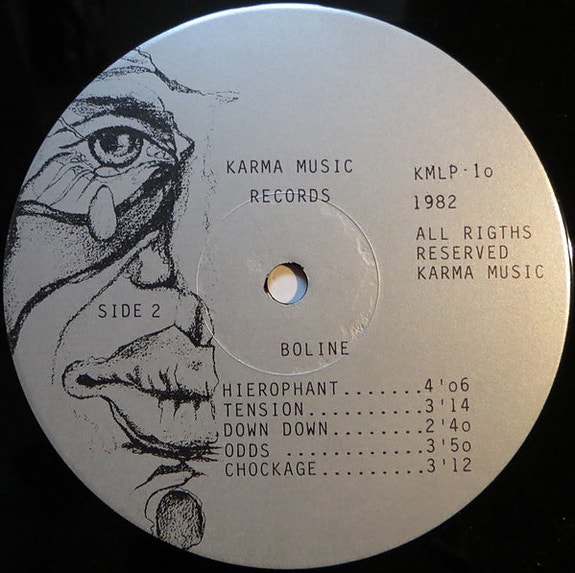 KARMA MUSIC
RECORDS
KMLP-1o
1982
ALL RIGTHS
RESERVED
KARMA MUSIC
SIDE 2
BOLINE
HIEROPHANT.......4'o6
TENSION..........3'14
DOWN DOWN........2'4o
ODDS ............3'5o
CHOCKAGE.........3'12